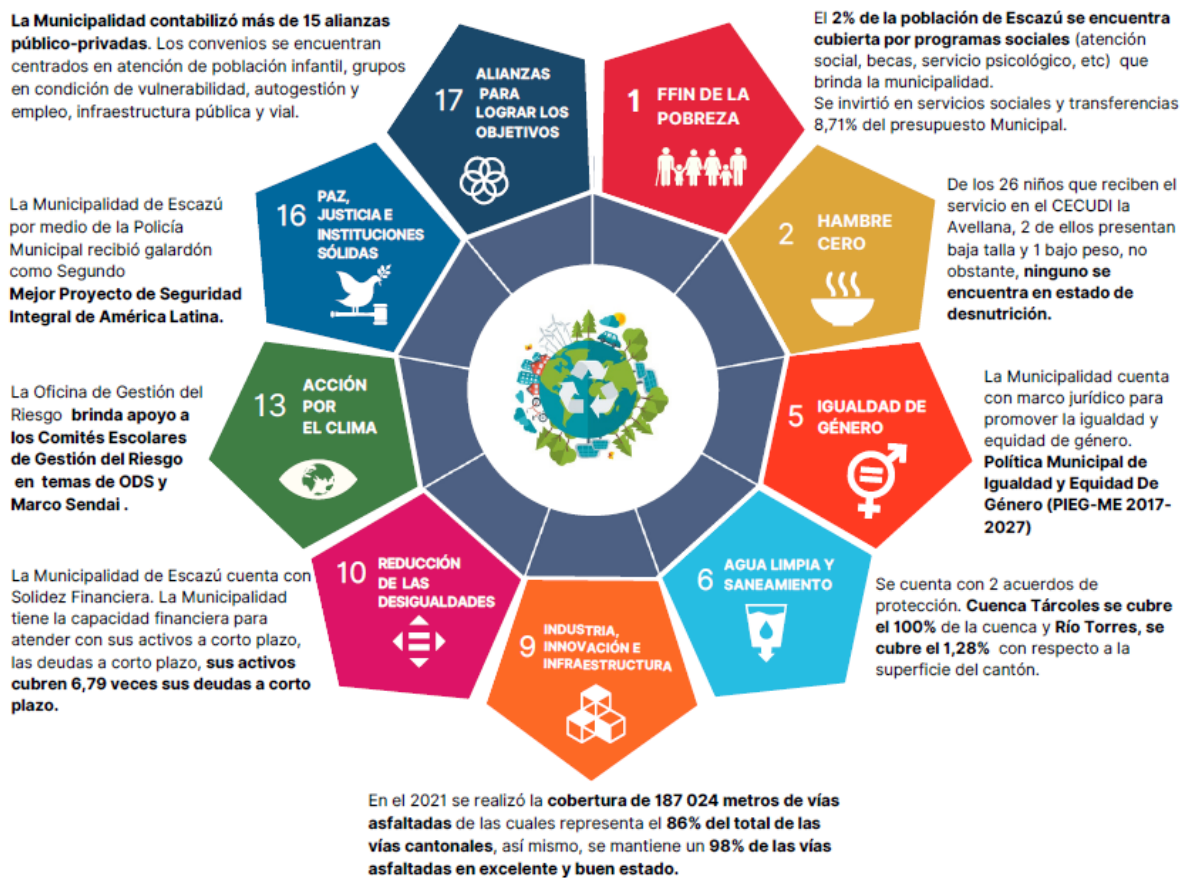 La Municipalidad contabilizó más de 15 alianzas
público-privadas. Los convenios se encuentran
centrados en atención de población infantil, grupos
en condición de vulnerabilidad, autogestión y
empleo, infraestructura pública y vial.
17
ALIANZAS
PARA
LOGRAR LOS
OBJETIVOS
1
FFIN DE LA
POBREZA
El 2% de la población de Escazú se encuentra
cubierta por programas sociales (atención
social, becas, servicio psicológico, etc) que
brinda la municipalidad.
Se invirtió en servicios sociales y transferencias
8,71% del presupuesto Municipal.
La Municipalidad de Escazú
por medio de la Policía
Municipal recibió galardón
como Segundo
Mejor Proyecto de Seguridad
Integral de América Latina.
16
PAZ,
JUSTICIA E
INSTITUCIONES
SÓLIDAS
2
HAMBRE
CERO
De los 26 niños que reciben el
servicio en el CECUDI la
Avellana, 2 de ellos presentan
baja talla y 1 bajo peso, no
obstante, ninguno se
encuentra en estado de
desnutrición.
La Oficina de Gestión del
Riesgo brinda apoyo a
los Comités Escolares
de Gestión del Riesgo
en temas de ODS y
Marco Sendai .
13
ACCIÓN
POR
EL CLIMA
5
IGUALDAD DE
GÉNERO
La Municipalidad cuenta
con marco jurídico para
promover la igualdad y
equidad de género.
Política Municipal de
Igualdad y Equidad De
Género (PIEG-ME 2017-
2027)
La Municipalidad de Escazú cuenta con
Solidez Financiera. La Municipalidad
tiene la capacidad financiera para
atender con sus activos a corto plazo,
las deudas a corto plazo, sus activos
cubren 6,79 veces sus deudas a corto
plazo.
10
REDUCCIÓN
DE LAS
DESIGUALDADES
9
INDUSTRIA,
INNOVACIÓN E
INFRAESTRUCTURA
6
AGUA LIMPIA Y
SANEAMIENTO
Se cuenta con 2 acuerdos de
protección. Cuenca Tárcoles se cubre
el 100% de la cuenca y Río Torres, se
cubre el 1,28% con respecto a la
superficie del cantón.
En el 2021 se realizó la cobertura de 187 024 metros de vías
asfaltadas de las cuales representa el 86% del total de las
vías cantonales, así mismo, se mantiene un 98% de las vías
asfaltadas en excelente y buen estado.